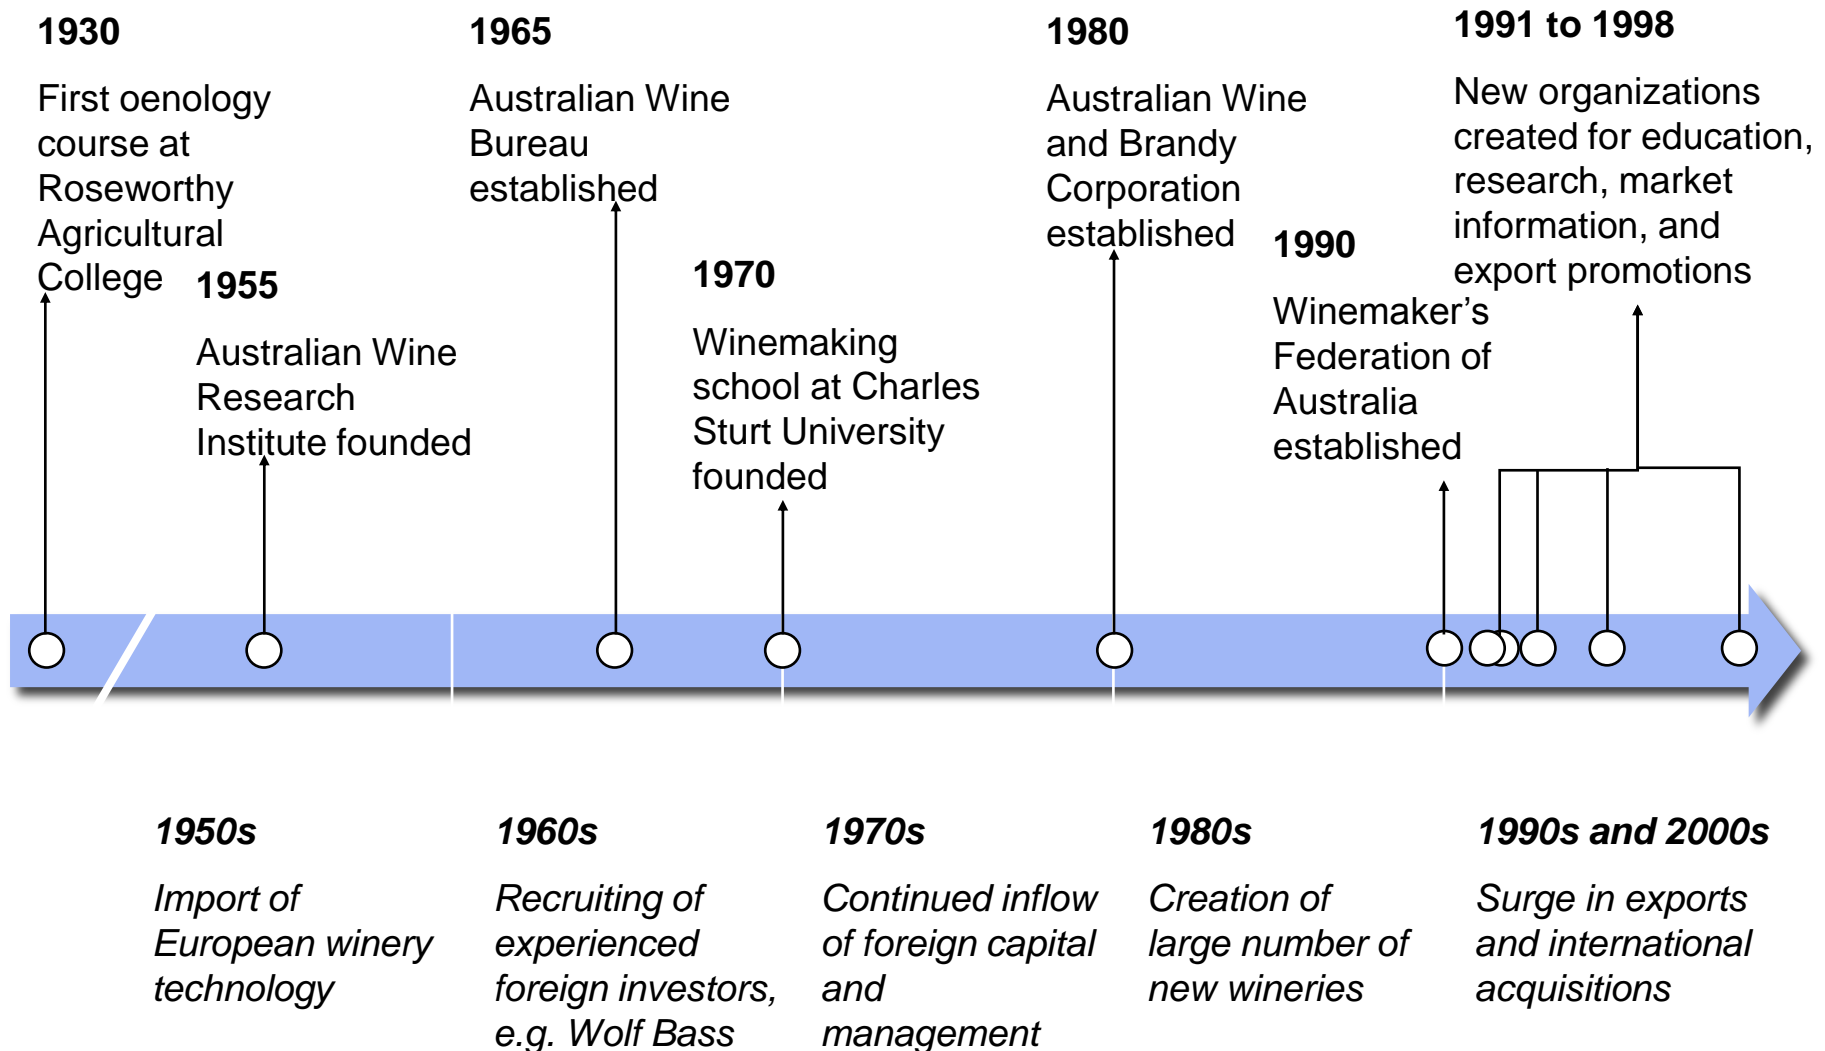 1930
First oenology
course at
Roseworthy
Agricultural
College
1955
Australian Wine
Research
Institute founded
1965
Australian Wine
Bureau
established
1970
Winemaking
school at Charles
Sturt University
founded
1980
Australian Wine
and Brandy
Corporation
established
1990
Winemaker’s
Federation of
Australia
established
1991 to 1998
New organizations
created for education,
research, market
information, and
export promotions
1950s
Import of
European winery
technology
1960s
Recruiting of
experienced
foreign investors,
e.g. Wolf Bass
1970s
Continued inflow
of foreign capital
and
management
1980s
Creation of
large number of
new wineries
1990s and 2000s
Surge in exports
and international
acquisitions